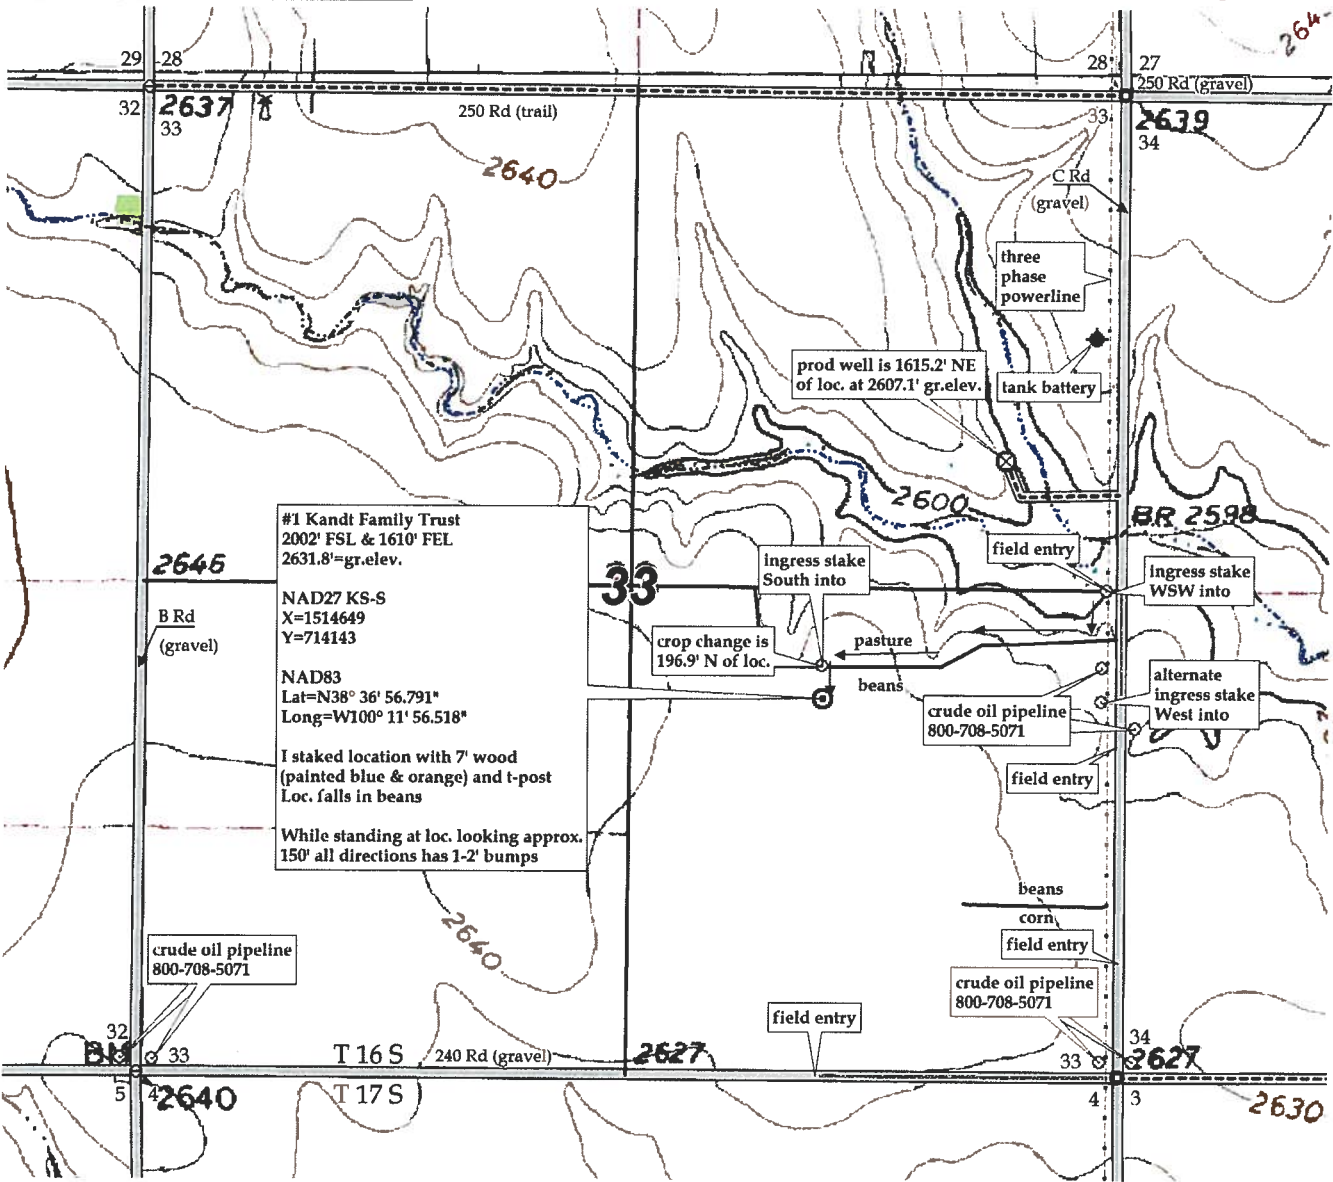 264
29
28
28
27
250 Rd (gravel)
32
2637
33
250 Rd (trail)
33
2639
34
2640
C Rd
(gravel)
three
phase
powerline
prod well is 1615.2' NE
of loc. at 2607.1' gr.elev.
tank battery
2600
BR 2598
#1 Kandt Family Trust
2002' FSL & 1610' FEL
2631.8'=gr.elev.
NAD27 KS-S
X=1514649
Y=714143
NAD83
Lat=N38° 36' 56.791"
Long=W100° 11' 56.518"
I staked location with 7' wood
(painted blue & orange) and t-post
Loc. falls in beans
While standing at loc. looking approx.
150' all directions has 1-2' bumps
field entry
ingress stake
South into
ingress stake
WSW into
2646
33
B Rd
(gravel)
crop change is
196.9' N of loc.
pasture
beans
alternate
ingress stake
West into
crude oil pipeline
800-708-5071
field entry
beans
corn
field entry
2640
crude oil pipeline
800-708-5071
crude oil pipeline
800-708-5071
field entry
32
BM
33
T 16 S
240 Rd (gravel)
2627
33
34
2627
5
4
2640
T 17 S
4
3
2630